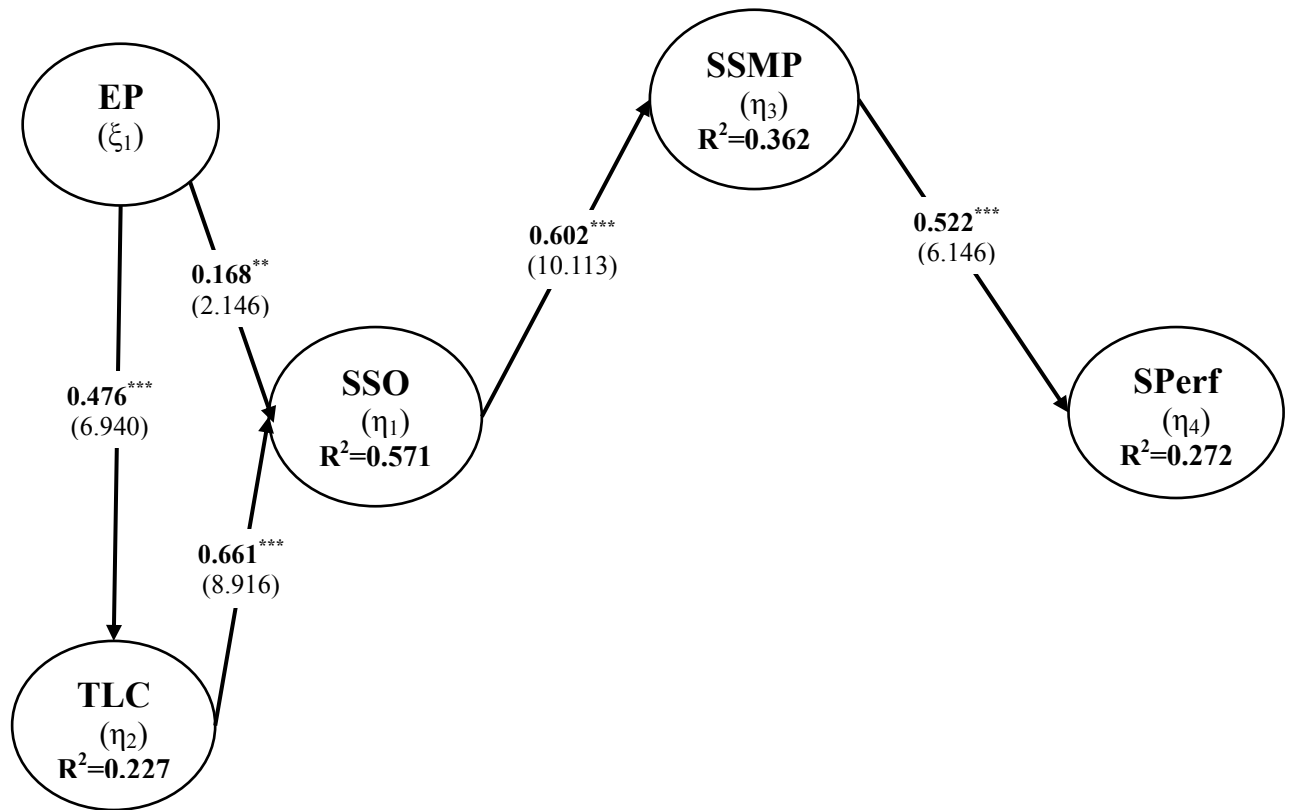 EP
(ξ₁)
SSMP
(η₃)
R²=0.362
0.168**
(2.146)
0.602***
(10.113)
0.522***
(6.146)
0.476***
(6.940)
SSO
(η₁)
R²=0.571
SPerf
(η₄)
R²=0.272
0.661***
(8.916)
TLC
(η₂)
R²=0.227